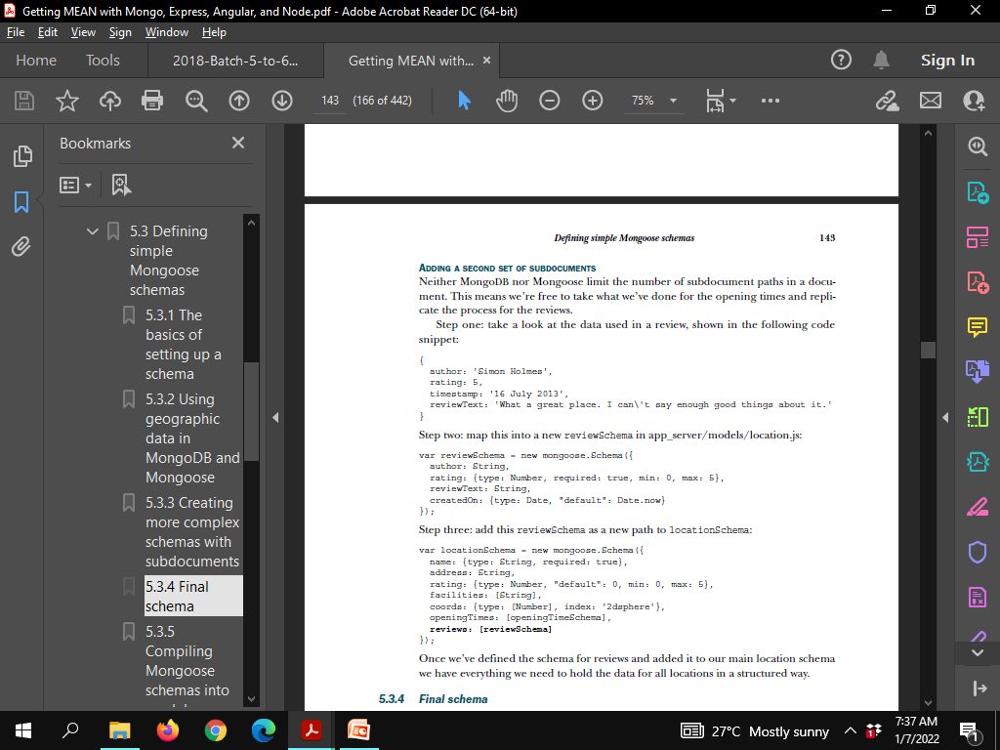 Getting MEAN with Mongo, Express, Angular, and Node.pdf - Adobe Acrobat Reader DC (64-bit)
File Edit View Sign Window Help
Home Tools 2018-Batch-5-to-6... Getting MEAN with... × Sign In
143 (166 of 442) 75%
Bookmarks
5.3 Defining
simple
Mongoose
schemas
5.3.1 The
basics of
setting up a
schema
5.3.2 Using
geographic
data in
MongoDB and
Mongoose
5.3.3 Creating
more complex
schemas with
subdocuments
5.3.4 Final
schema
5.3.5
Compiling
Mongoose
schemas into
Defining simple Mongoose schemas 143
ADDING A SECOND SET OF SUBDOCUMENTS
Neither MongoDB nor Mongoose limit the number of subdocument paths in a docu-
ment. This means we're free to take what we've done for the opening times and repli-
cate the process for the reviews.
Step one: take a look at the data used in a review, shown in the following code
snippet:
{
author: 'Simon Holmes',
rating: 5,
timestamp: '16 July 2013',
reviewText: 'What a great place. I can\'t say enough good things about it.'
}
Step two: map this into a new reviewSchema in app_server/models/location.js:
var reviewSchema = new mongoose.Schema({
author: String,
rating: {type: Number, required: true, min: 0, max: 5},
reviewText: String,
createdOn: {type: Date, "default": Date.now}
});
Step three: add this reviewSchema as a new path to locationSchema:
var locationSchema = new mongoose.Schema({
name: {type: String, required: true},
address: String,
rating: {type: Number, "default": 0, min: 0, max: 5},
facilities: [String],
coords: {type: [Number], index: '2dsphere'},
openingTimes: [openingTimeSchema],
reviews: [reviewSchema]
});
Once we've defined the schema for reviews and added it to our main location schema
we have everything we need to hold the data for all locations in a structured way.
5.3.4 Final schema
27°C Mostly sunny
7:37 AM
1/7/2022
1